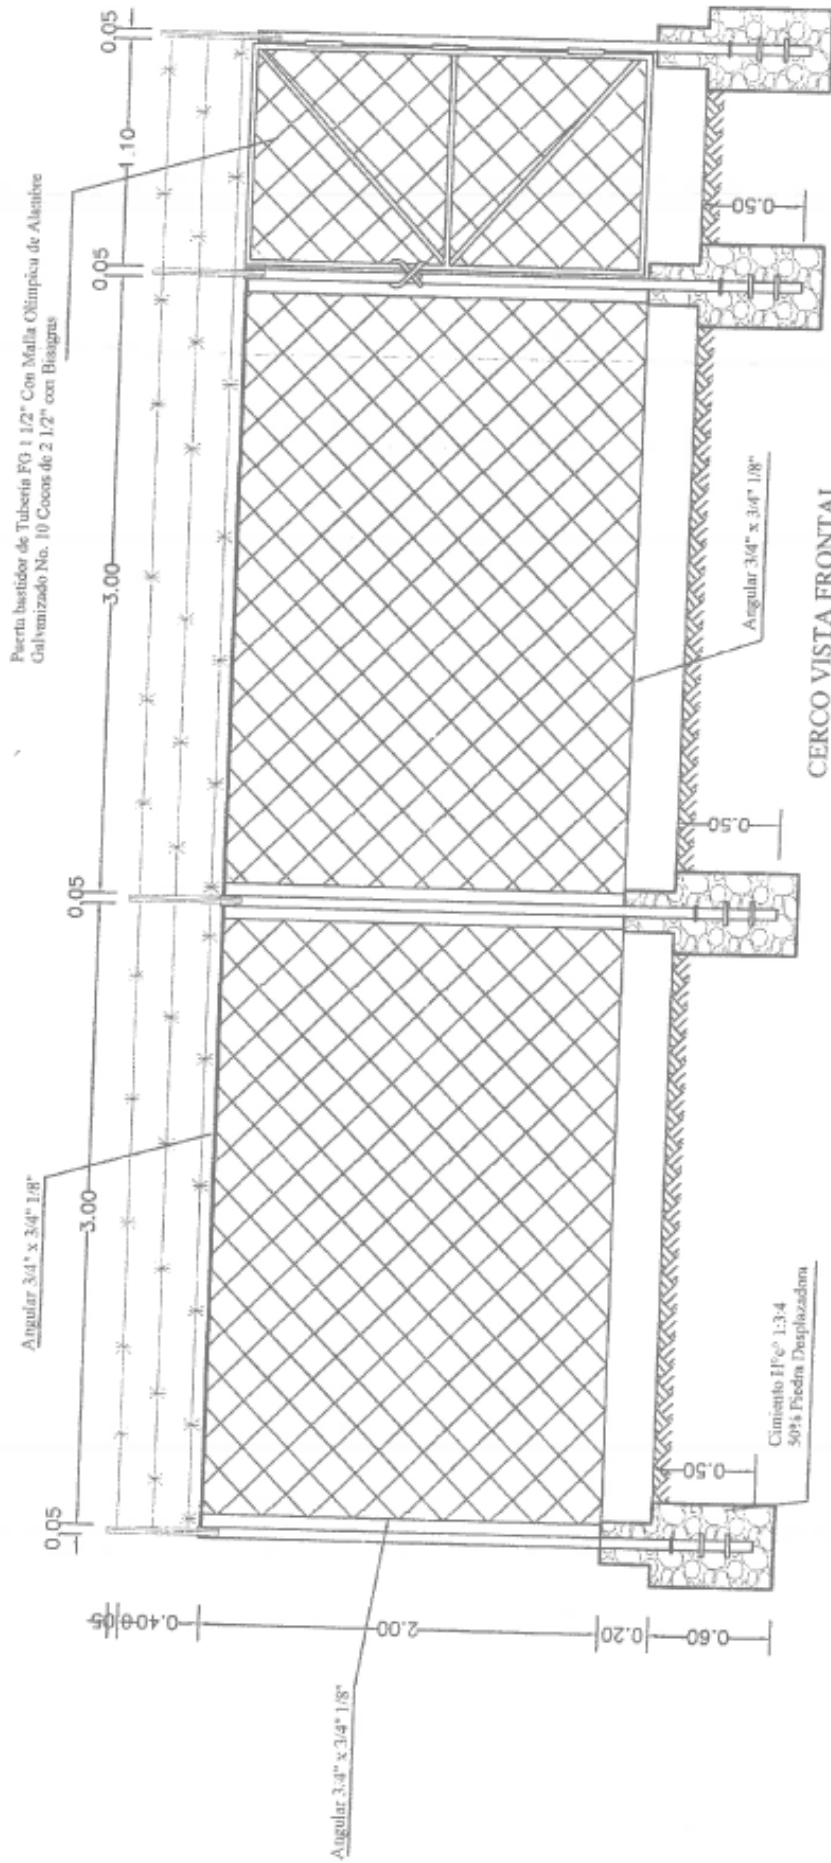 Puerta bastidor de Tuberia FG 1 1/2" Con Malla Olimpica de Alambre
Galvanizado No. 10 Cocos de 2 1/2" con Bisagras
Angular 3/4" x 3/4" 1/8"
0.05
3.00
0.05
3.00
0.05
1.10
0.05
0.05
0.40
2.00
0.20
0.60
Angular 3/4" x 3/4" 1/8"
0.50
0.50
0.50
Angular 3/4" x 3/4" 1/8"
Cimiento HºCº 1:3:4
50% Piedra Desplazadora
CERCO VISTA FRONTAL